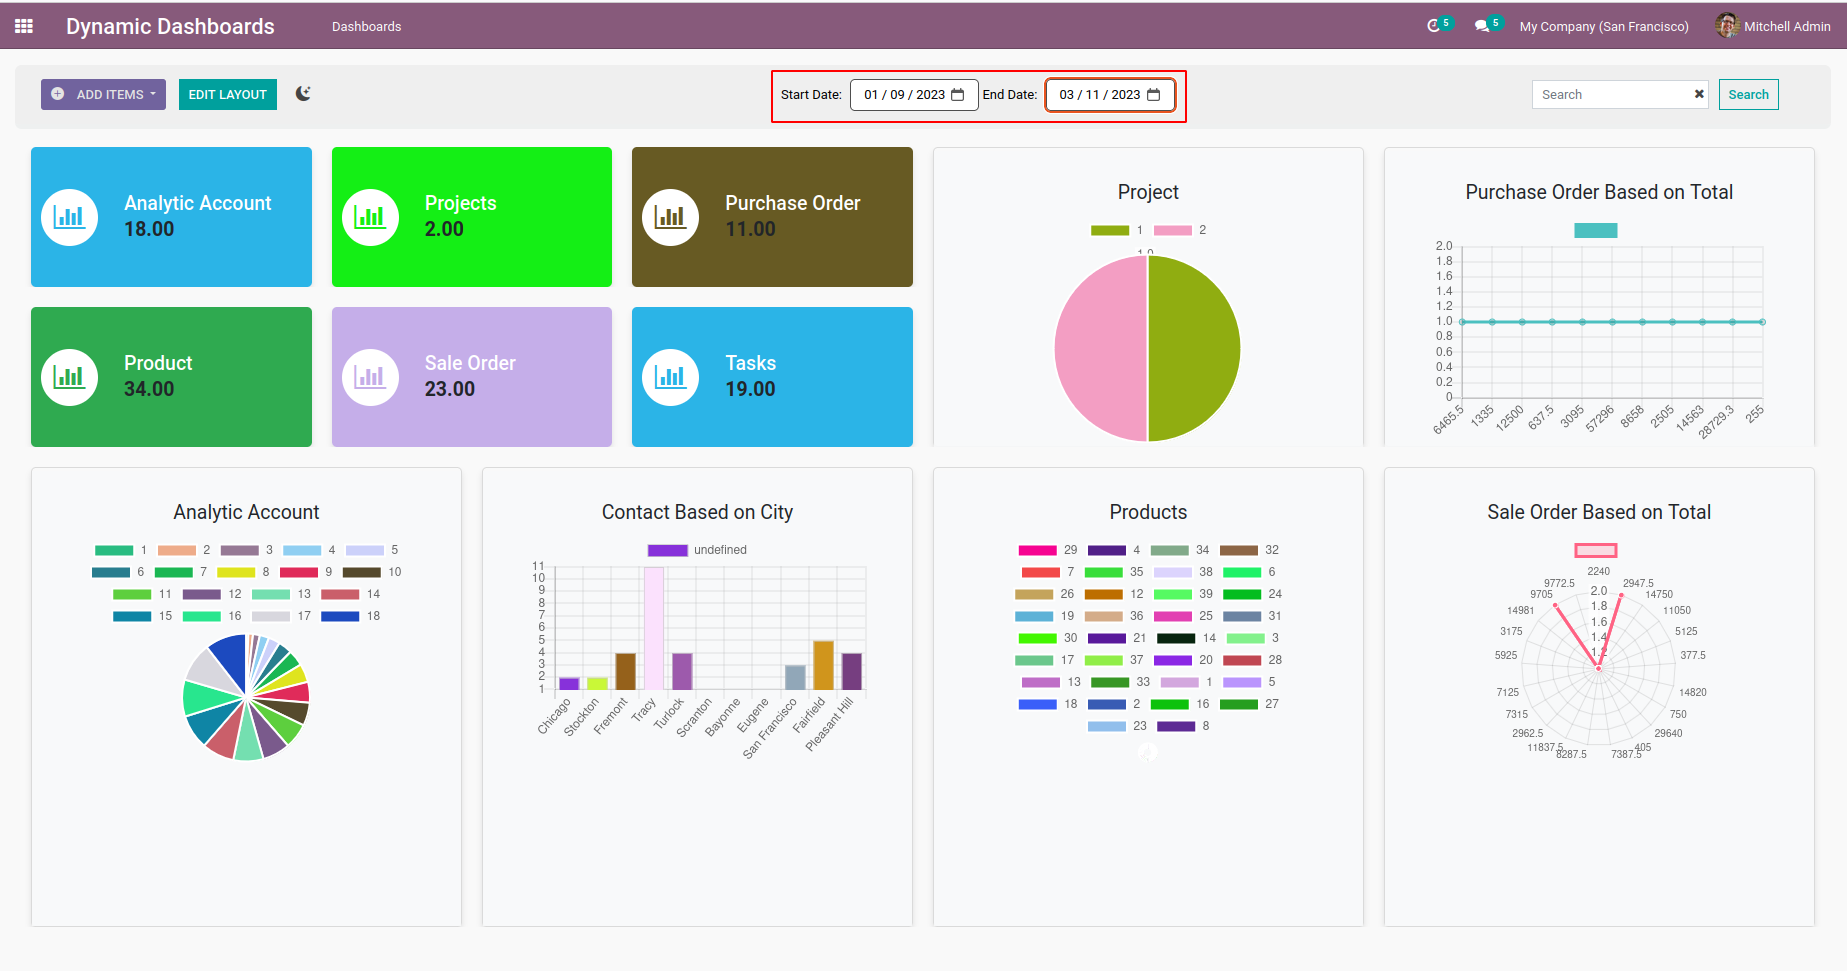 Dynamic Dashboards Dashboards 5 5 My Company (San Francisco) Mitchell Admin
ADD ITEMS EDIT LAYOUT Start Date: 01 / 09 / 2023 End Date: 03 / 11 / 2023 Search ✖ Search
Analytic Account
18.00
Projects
2.00
Purchase Order
11.00
Product
34.00
Sale Order
23.00
Tasks
19.00
Project
1 2
Purchase Order Based on Total
2.0
1.8
1.6
1.4
1.2
1.0
0.8
0.6
0.4
0.2
0
6465.5 1335 12500 637.5 3095 57296 8658 2505 14563 28729.3 255
Analytic Account
1 2 3 4 5
6 7 8 9 10
11 12 13 14
15 16 17 18
Contact Based on City
undefined
11
10
9
8
7
6
5
4
3
2
1
Chicago Stockton Fremont Tracy Turlock Scranton Bayonne Eugene San Francisco Fairfield Pleasant Hill
Products
29 4 34 32
7 35 38 6
26 12 39 24
19 36 25 31
30 21 14 3
17 37 20 28
13 33 1 5
18 2 16 27
23 8
Sale Order Based on Total
2240
9772.5 2947.5
9705 2.0 14750
14981 1.8 11050
1.6
3175 1.4 5125
5925 1.2 377.5
7125 14820
7315 750
2962.5 29640
11837.5 405
8287.5 7387.5